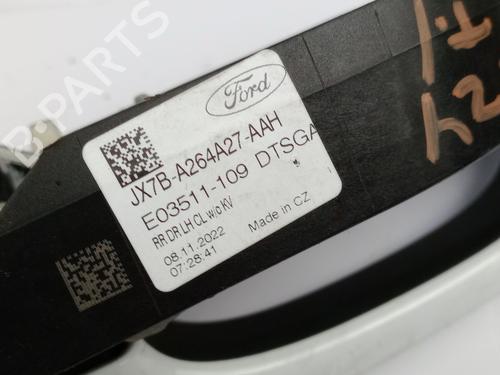 Ford
JX7B-A264A27-AAH
E03511-109 DTSGA
RR DR LH CL w/o KV
08.11.2022
07:28:41
Made in CZ